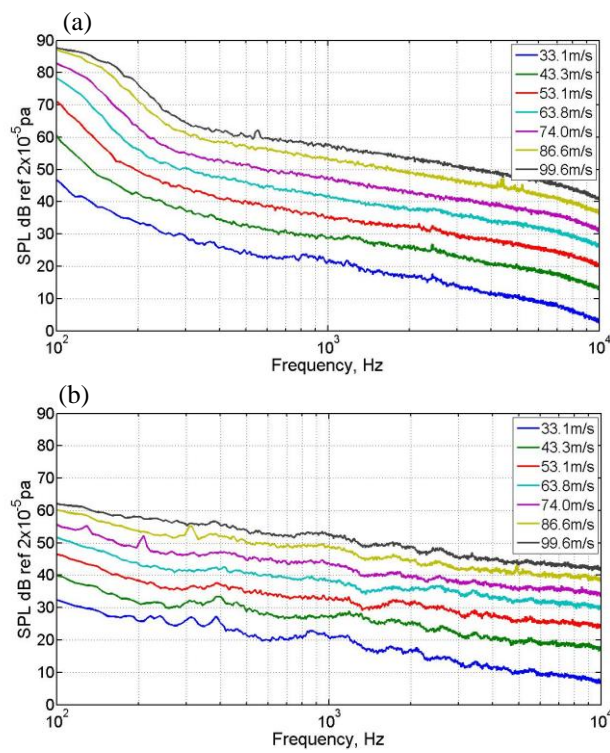 (a)
90
80
70
60
50
40
30
20
10
0
SPL dB ref 2x10⁻⁵pa
33.1m/s
43.3m/s
53.1m/s
63.8m/s
74.0m/s
86.6m/s
99.6m/s
10² 10³ 10⁴
Frequency, Hz
(b)
90
80
70
60
50
40
30
20
10
0
SPL dB ref 2x10⁻⁵pa
33.1m/s
43.3m/s
53.1m/s
63.8m/s
74.0m/s
86.6m/s
99.6m/s
10² 10³ 10⁴
Frequency, Hz